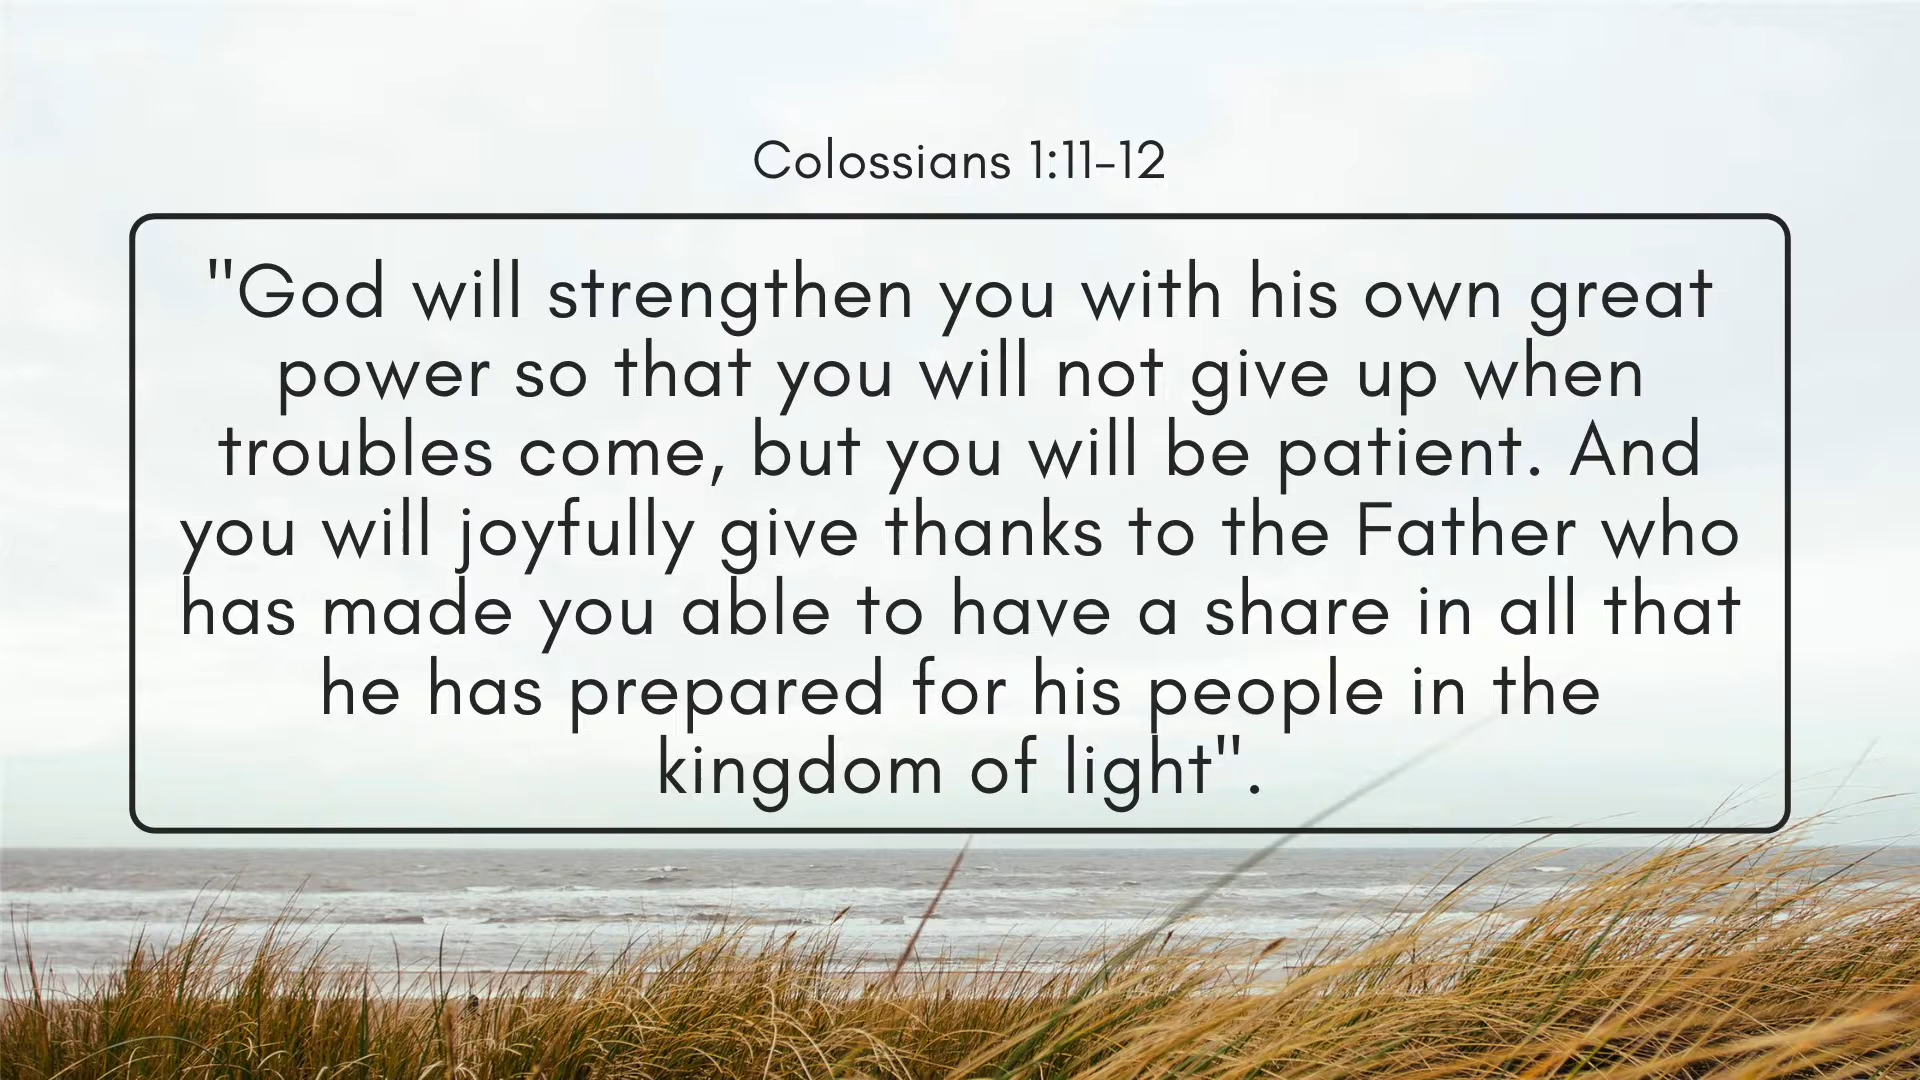 Colossians 1:11-12
"God will strengthen you with his own great
power so that you will not give up when
troubles come, but you will be patient. And
you will joyfully give thanks to the Father who
has made you able to have a share in all that
he has prepared for his people in the
kingdom of light".